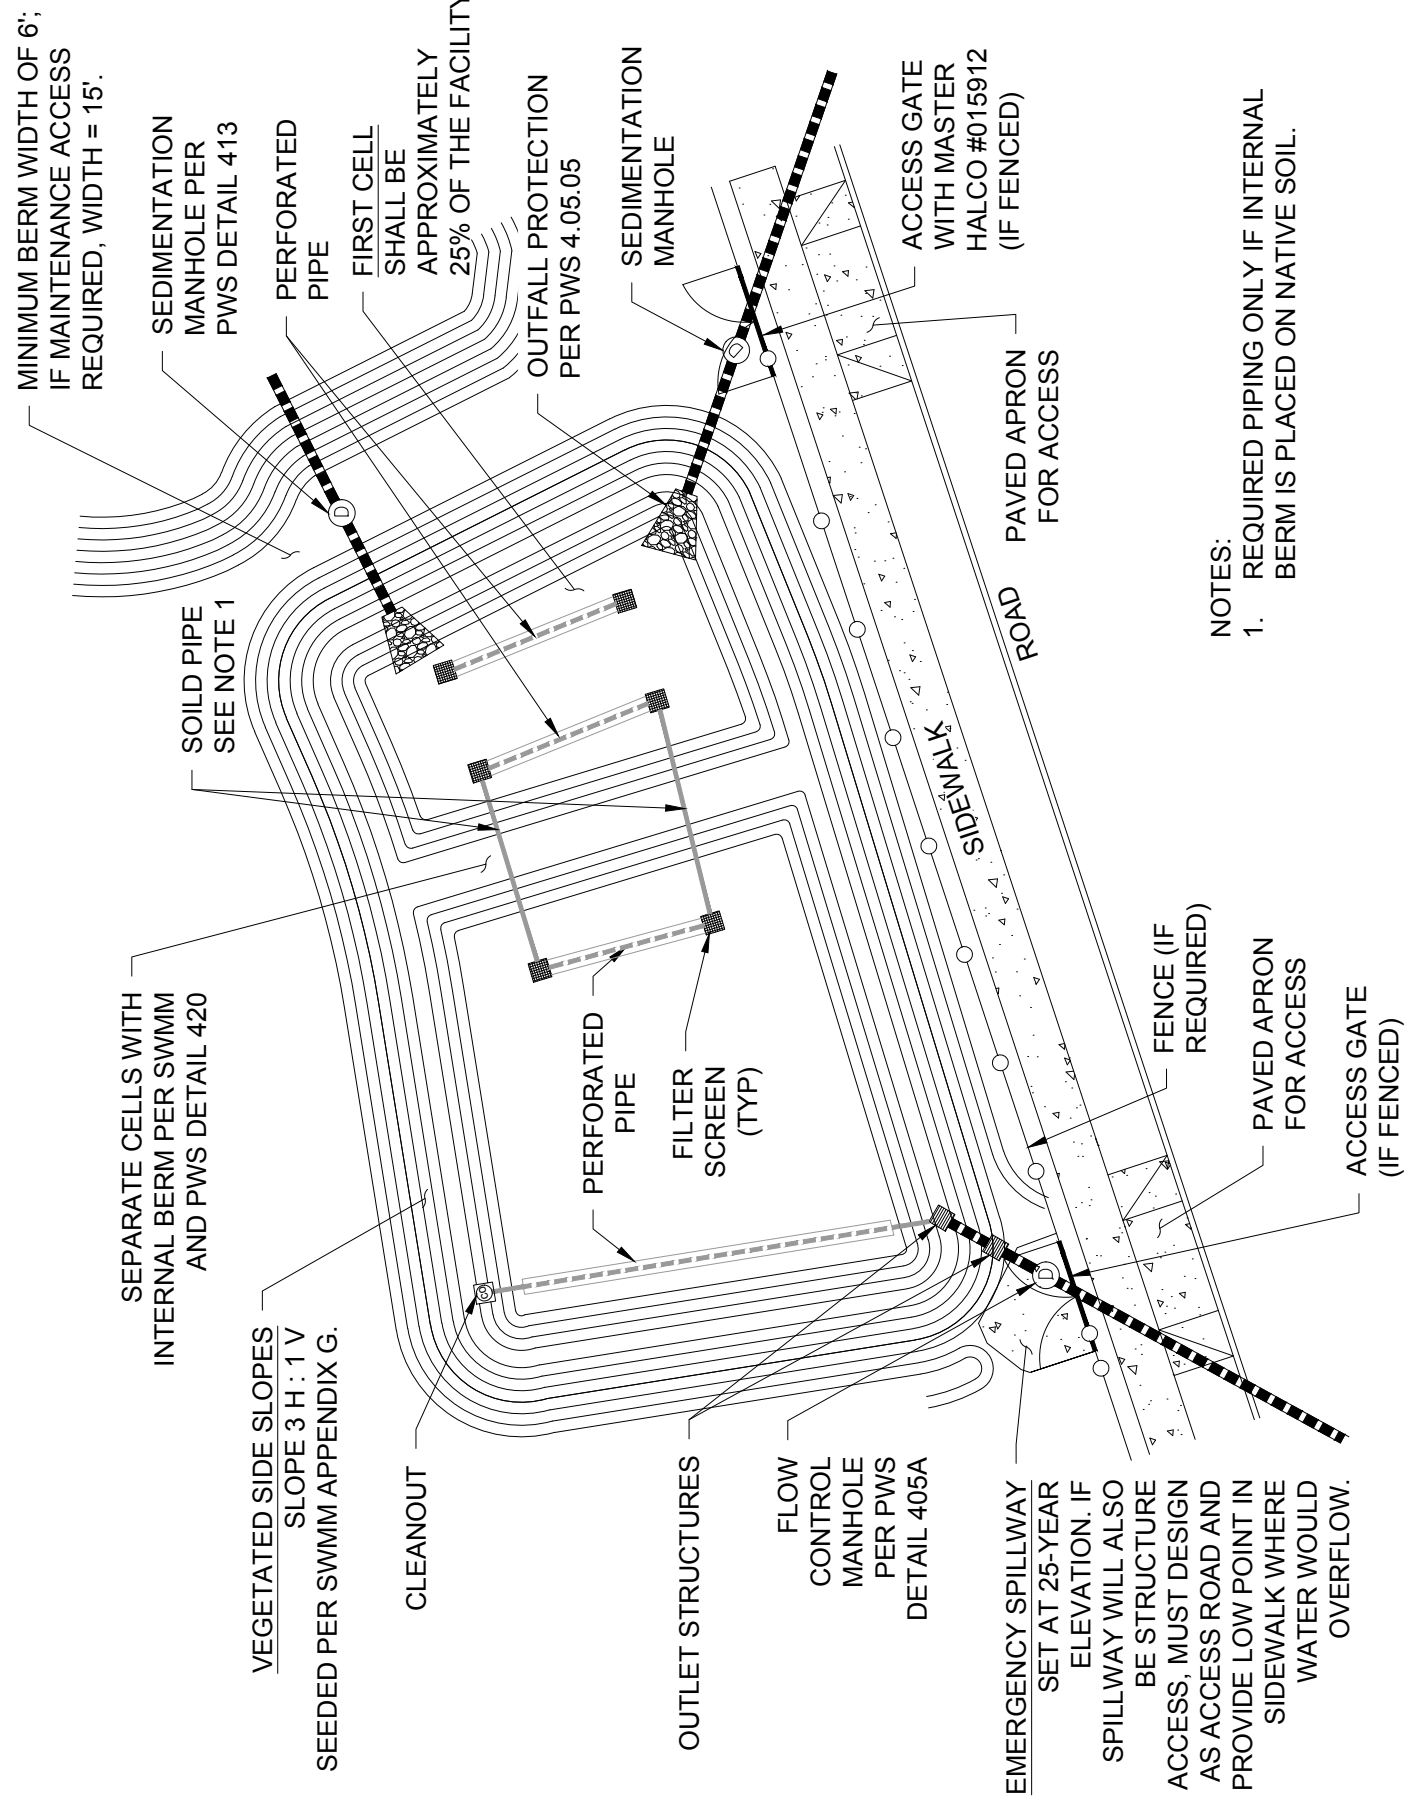 MINIMUM BERM WIDTH OF 6';
IF MAINTENANCE ACCESS
REQUIRED, WIDTH = 15'.
SEDIMENTATION
MANHOLE PER
PWS DETAIL 413
PERFORATED
PIPE
FIRST CELL
SHALL BE
APPROXIMATELY
25% OF THE FACILITY
OUTFALL PROTECTION
PER PWS 4.05.05
SEDIMENTATION
MANHOLE
ACCESS GATE
WITH MASTER
HALCO #015912
(IF FENCED)
PAVED APRON
FOR ACCESS
SOILD PIPE
SEE NOTE 1
SEPARATE CELLS WITH
INTERNAL BERM PER SWMM
AND PWS DETAIL 420
VEGETATED SIDE SLOPES
SLOPE 3 H : 1 V
SEEDED PER SWMM APPENDIX G.
CLEANOUT
PERFORATED
PIPE
FILTER
SCREEN
(TYP)
OUTLET STRUCTURES
FLOW
CONTROL
MANHOLE
PER PWS
DETAIL 405A
EMERGENCY SPILLWAY
SET AT 25-YEAR
ELEVATION. IF
SPILLWAY WILL ALSO
BE STRUCTURE
ACCESS, MUST DESIGN
AS ACCESS ROAD AND
PROVIDE LOW POINT IN
SIDEWALK WHERE
WATER WOULD
OVERFLOW.
SIDEWALK
ROAD
FENCE (IF
REQUIRED)
PAVED APRON
FOR ACCESS
ACCESS GATE
(IF FENCED)
D
D
D
CO
NOTES:
1. REQUIRED PIPING ONLY IF INTERNAL
BERM IS PLACED ON NATIVE SOIL.